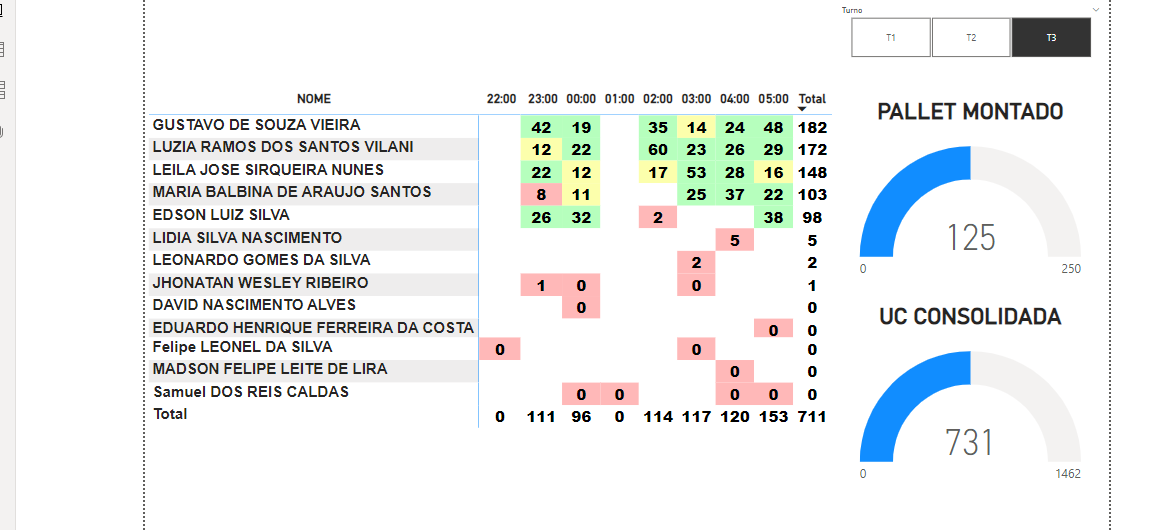 Turno
T1 T2 T3
NOME 22:00 23:00 00:00 01:00 02:00 03:00 04:00 05:00 Total
GUSTAVO DE SOUZA VIEIRA 42 19 35 14 24 48 182
LUZIA RAMOS DOS SANTOS VILANI 12 22 60 23 26 29 172
LEILA JOSE SIRQUEIRA NUNES 22 12 17 53 28 16 148
MARIA BALBINA DE ARAUJO SANTOS 8 11 25 37 22 103
EDSON LUIZ SILVA 26 32 2 38 98
LIDIA SILVA NASCIMENTO 5 5
LEONARDO GOMES DA SILVA 2 2
JHONATAN WESLEY RIBEIRO 1 0 0 1
DAVID NASCIMENTO ALVES 0 0
EDUARDO HENRIQUE FERREIRA DA COSTA 0 0
Felipe LEONEL DA SILVA 0 0 0
MADSON FELIPE LEITE DE LIRA 0 0
Samuel DOS REIS CALDAS 0 0 0 0 0
Total 0 111 96 0 114 117 120 153 711
PALLET MONTADO
125
0 250
UC CONSOLIDADA
731
0 1462